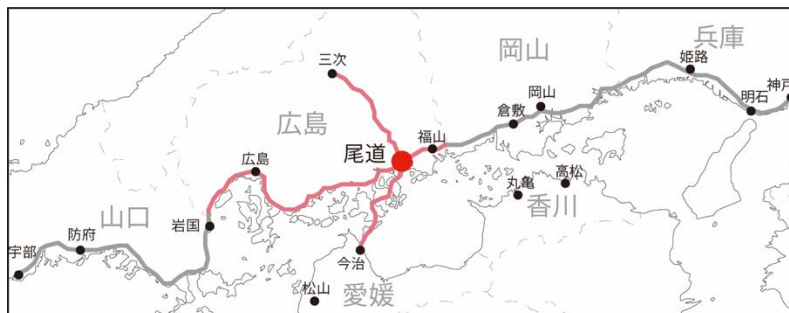 兵庫
岡山
三次
姫路
岡山
明石
神戸
倉敷
広島
福山
尾道
広島
高松
丸亀
香川
山口
岩国
防府
宇部
今治
松山
愛媛